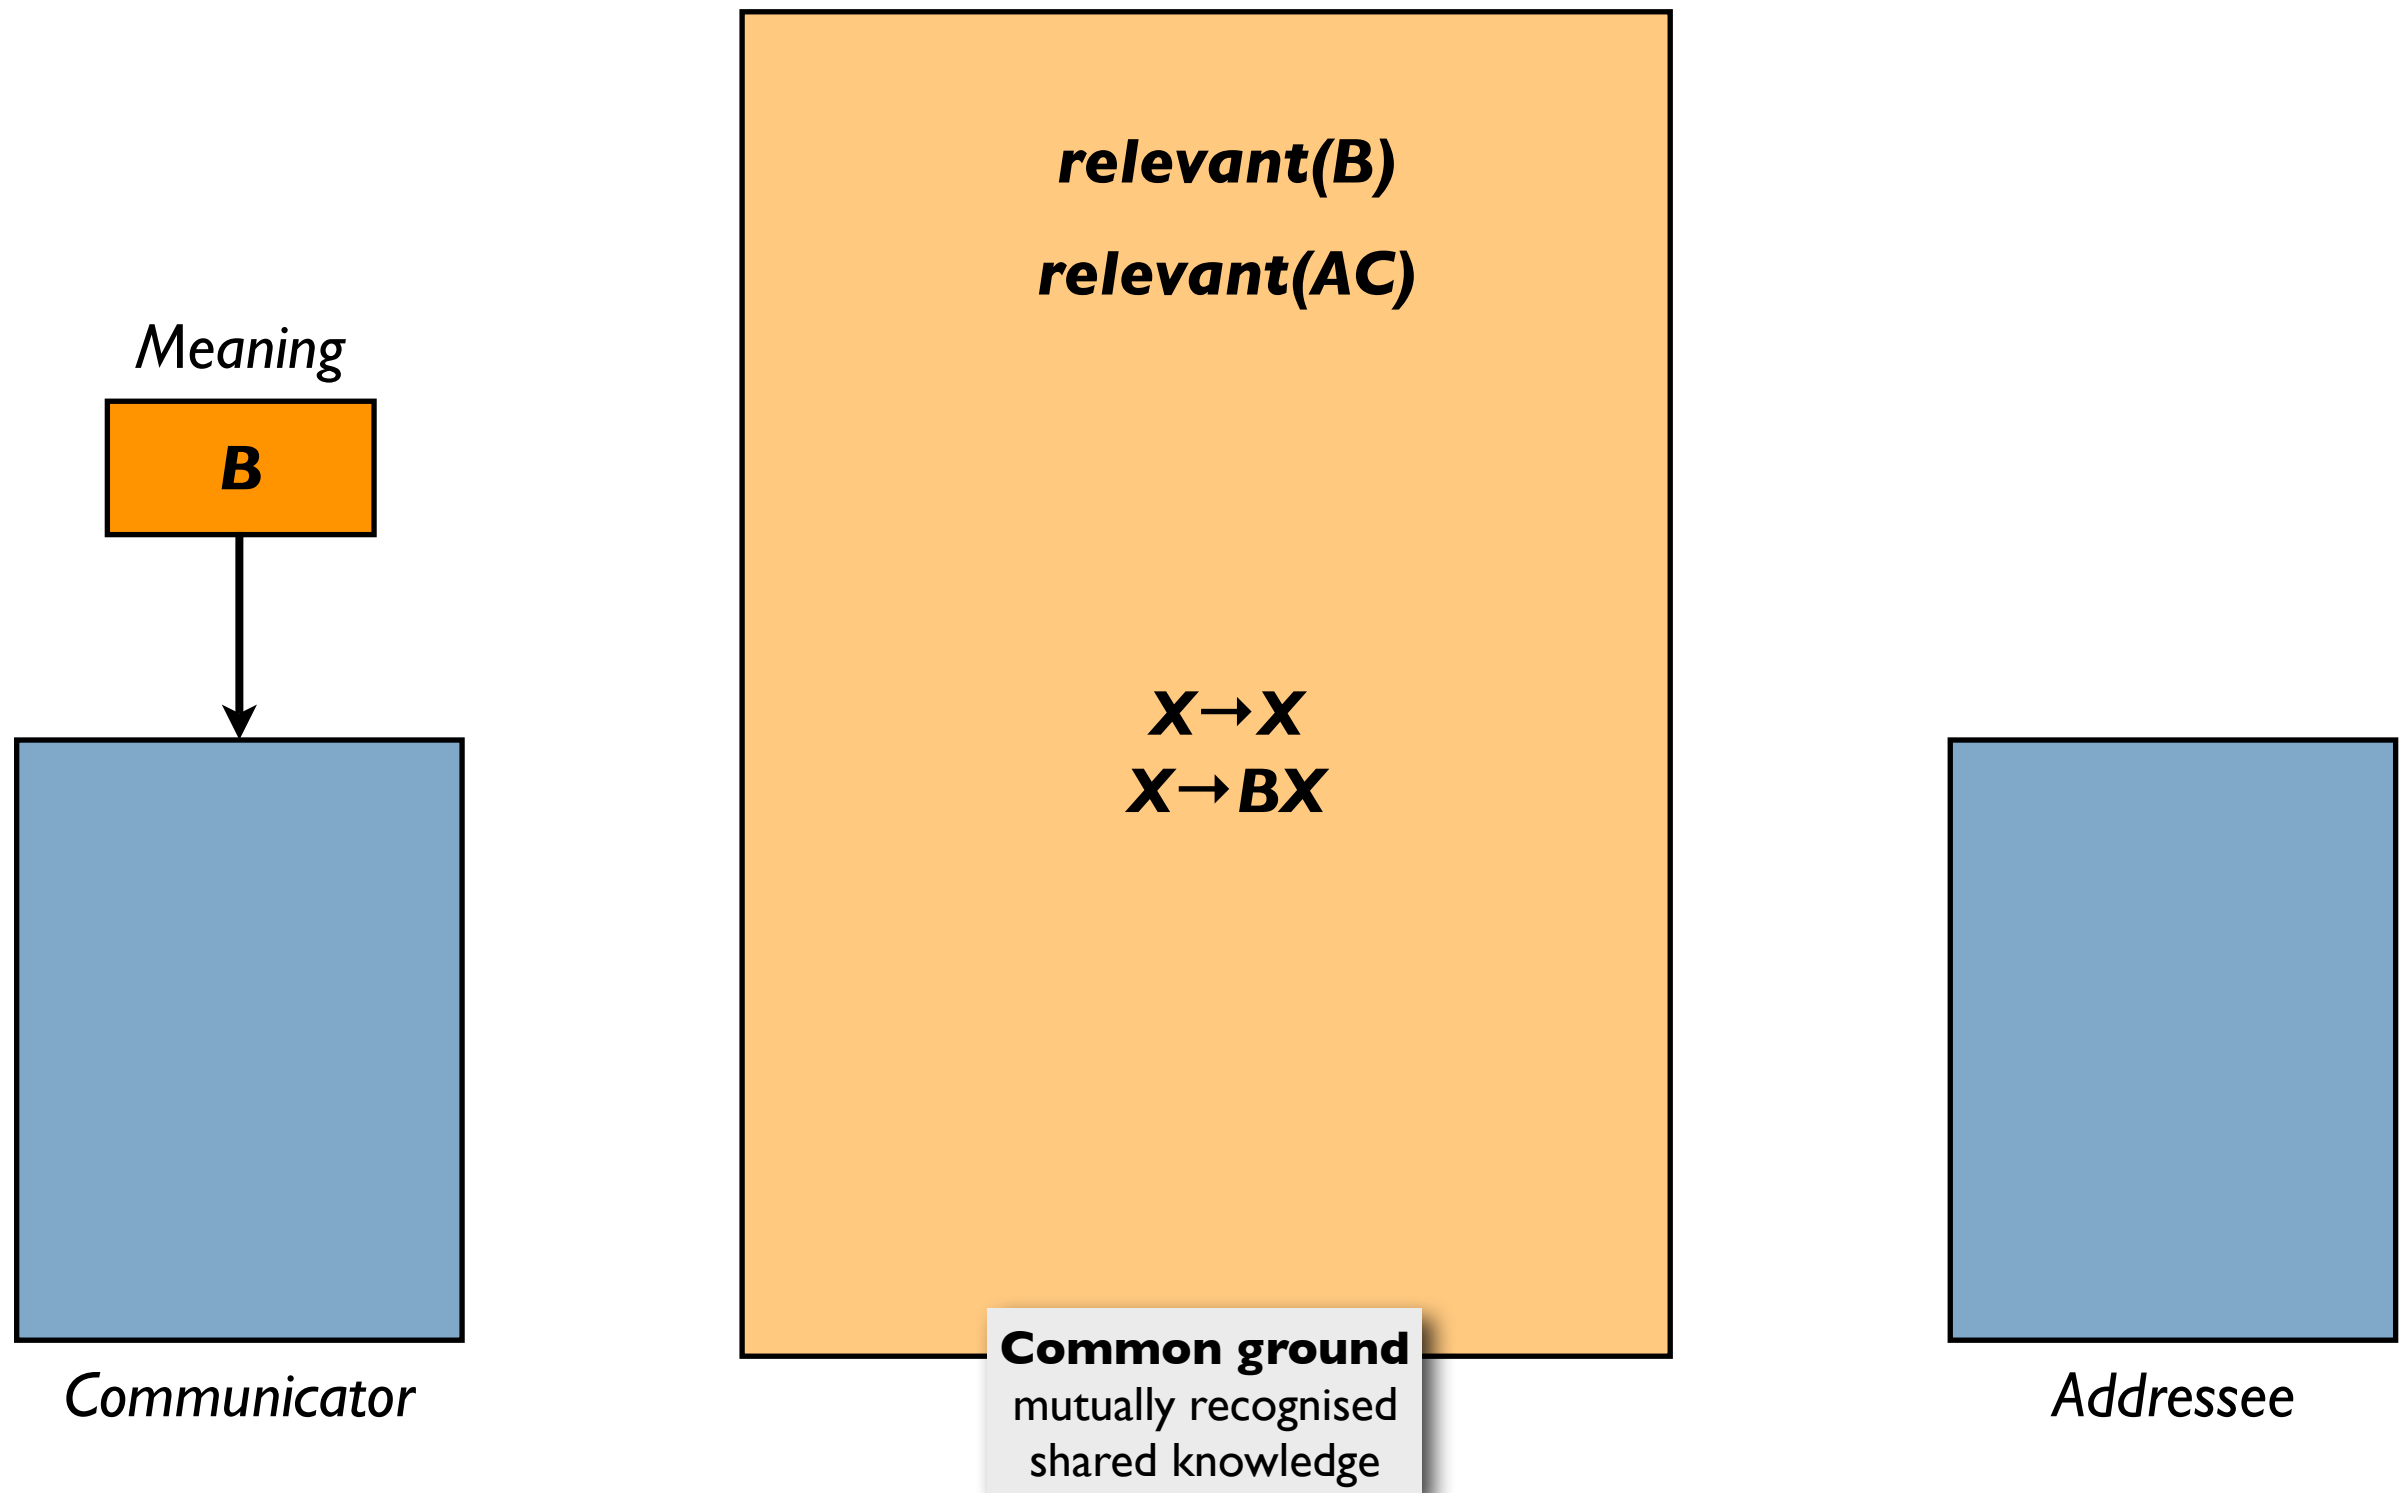 relevant(B)
relevant(AC)
Meaning
B
X→X
X→BX
Common ground
mutually recognised
shared knowledge
Communicator
Addressee